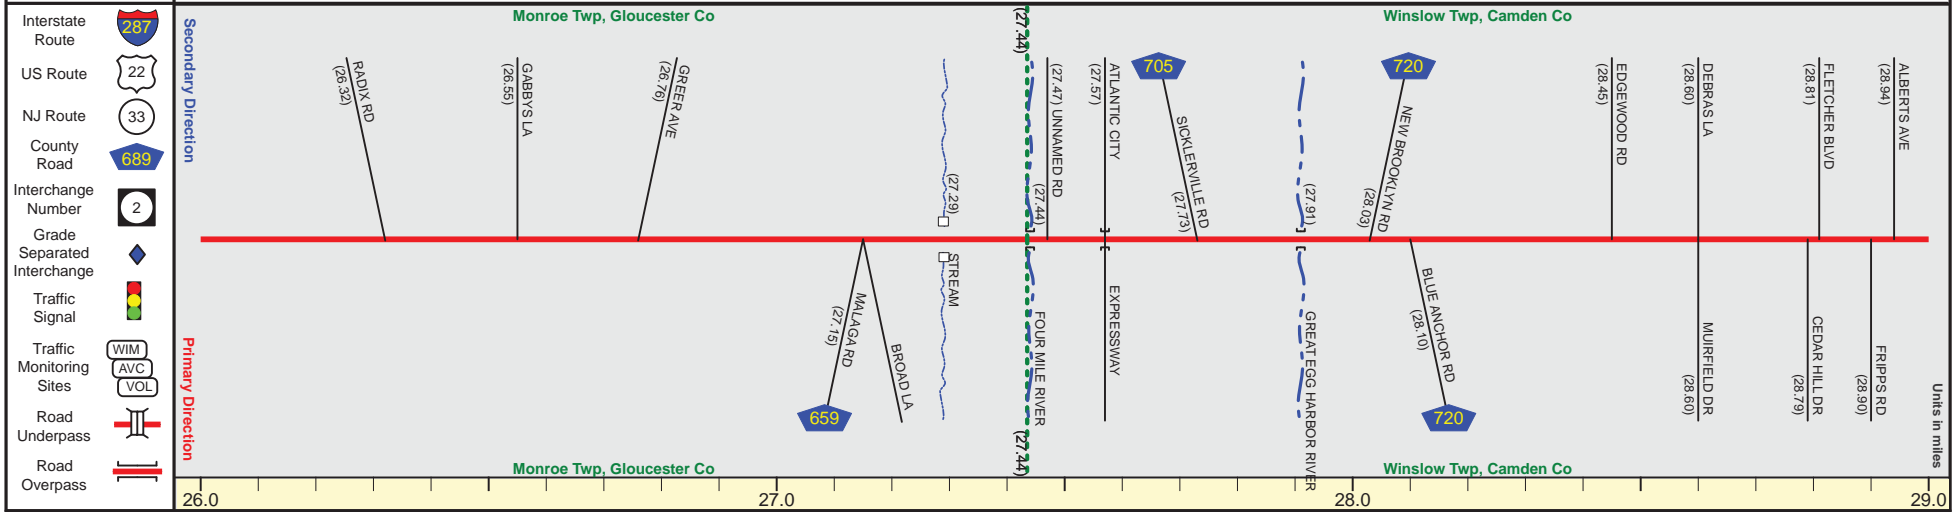 Interstate
Route
287
US Route
22
NJ Route
33
County
Road
689
Interchange
Number
2
Grade
Separated
Interchange
Traffic
Signal
Traffic
Monitoring
Sites
WIM
AVC
VOL
Road
Underpass
Road
Overpass
Secondary Direction
Primary Direction
Monroe Twp, Gloucester Co
(27.44)
Winslow Twp, Camden Co
RADIX RD
(26.32)
GABBYS LA
(26.55)
GREER AVE
(26.76)
(27.29)
STREAM
(27.44)
FOUR MILE RIVER
(27.47) UNNAMED RD
ATLANTIC CITY
(27.57)
EXPRESSWAY
705
SICKLERVILLE RD
(27.73)
(27.91)
GREAT EGG HARBOR RIVER
720
NEW BROOKLYN RD
(28.03)
EDGEWOOD RD
(28.45)
DEBRAS LA
(28.60)
FLETCHER BLVD
(28.81)
ALBERTS AVE
(28.94)
MALAGA RD
(27.15)
659
BROAD LA
BLUE ANCHOR RD
(28.10)
720
MUIRFIELD DR
(28.60)
CEDAR HILL DR
(28.79)
FRIPPS RD
(28.90)
Units in miles
Monroe Twp, Gloucester Co
(27.44)
Winslow Twp, Camden Co
26.0
27.0
28.0
29.0